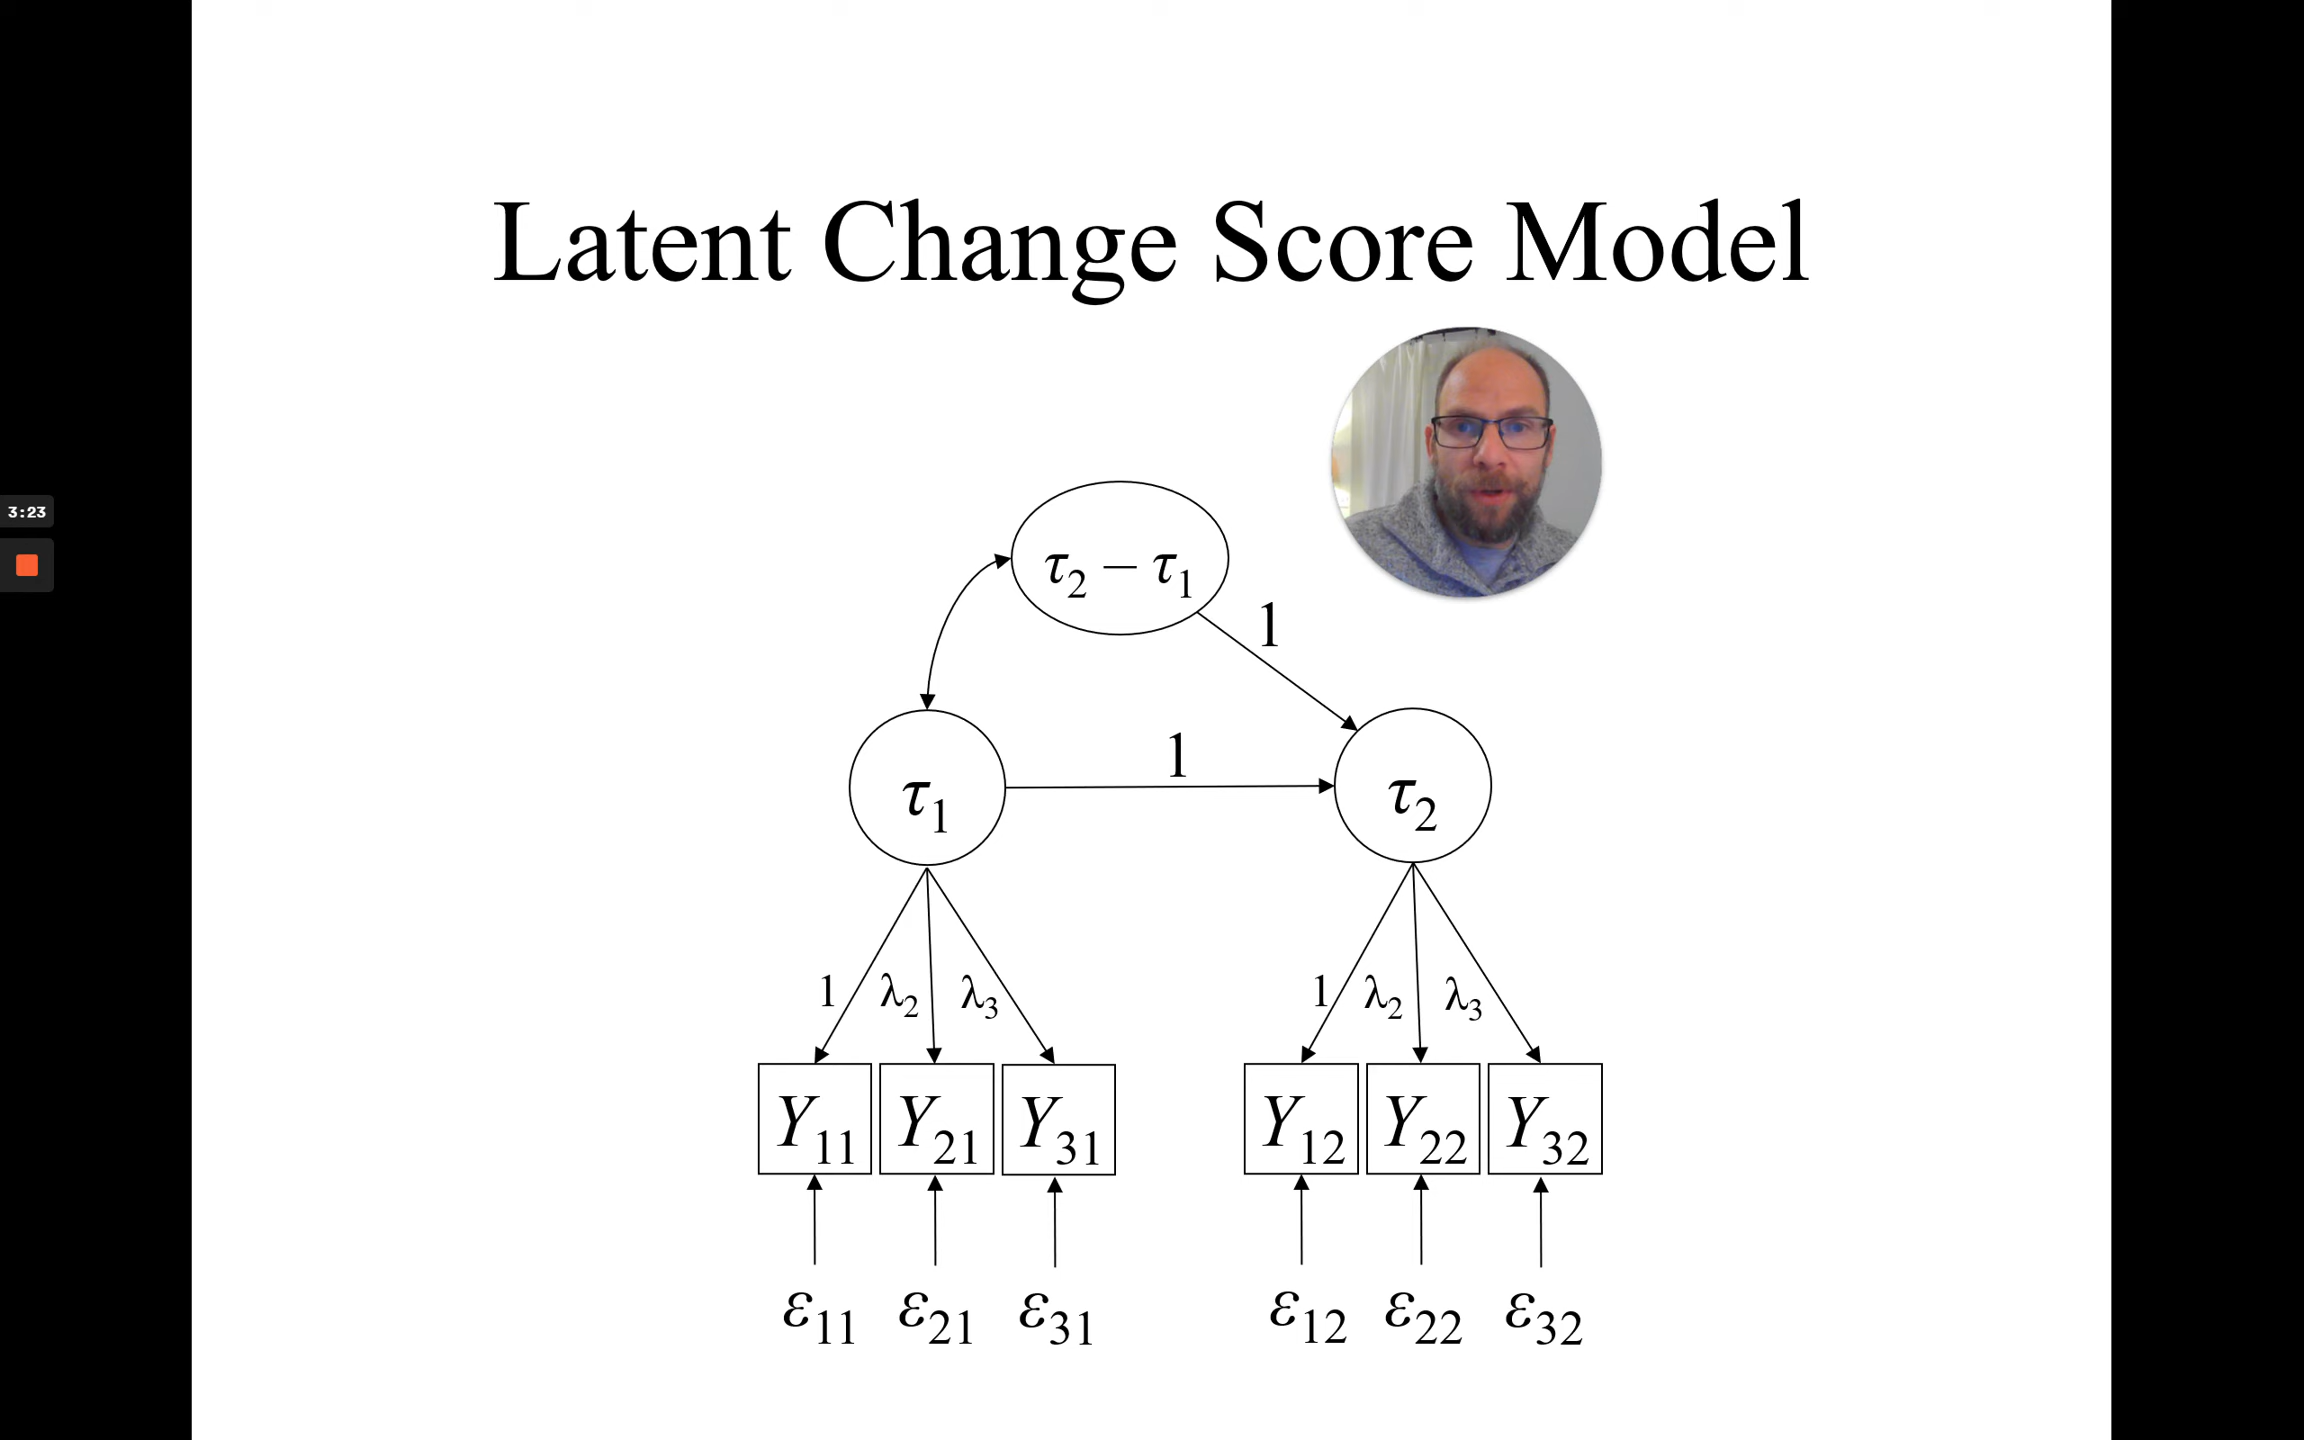 Latent Change Score Model
3:23
τ₂ − τ₁
1
1
τ₁ τ₂
1 λ₂ λ₃ 1 λ₂ λ₃
Y₁₁ Y₂₁ Y₃₁ Y₁₂ Y₂₂ Y₃₂
ε₁₁ ε₂₁ ε₃₁ ε₁₂ ε₂₂ ε₃₂